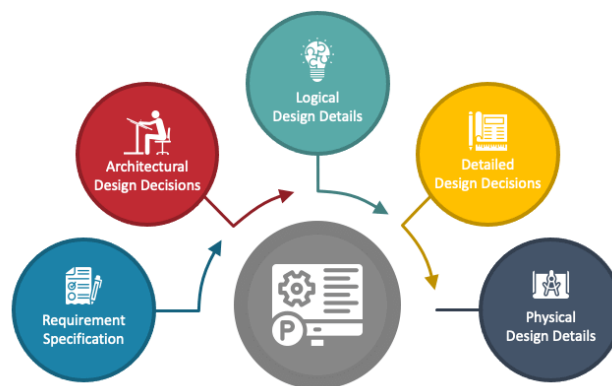 Requirement
Specification
Architectural
Design Decisions
Logical
Design Details
Detailed
Design Decisions
Physical
Design Details
P